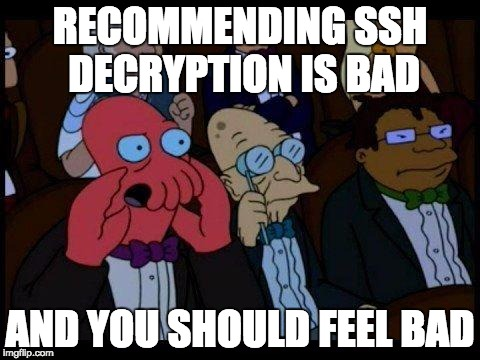 RECOMMENDING SSH
DECRYPTION IS BAD
AND YOU SHOULD FEEL BAD
imgflip.com